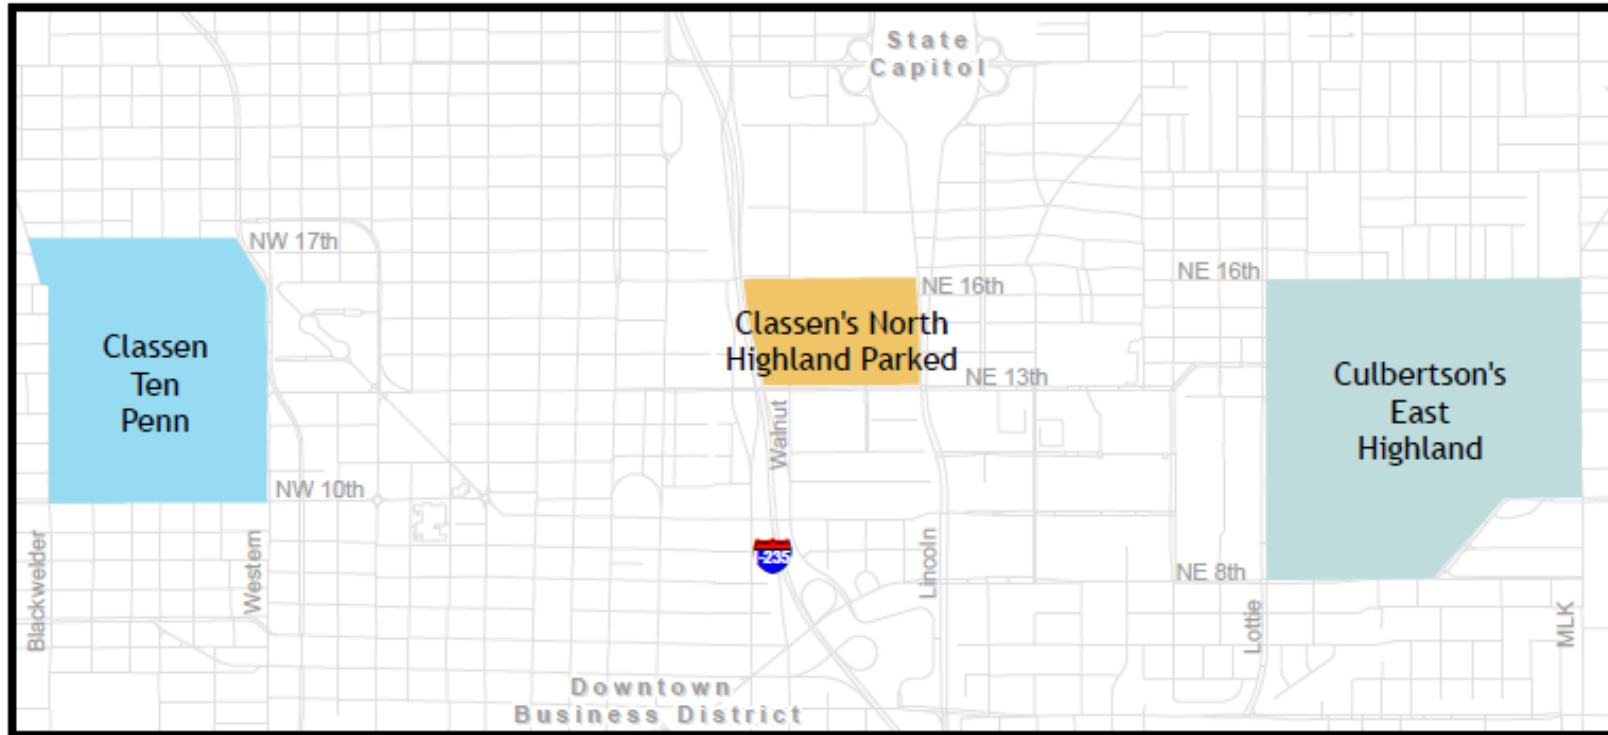 State
Capitol
NW 17th
NE 16th
NE 16th
Classen's North
Highland Parked
Classen
Ten
Penn
NE 13th
Culbertson's
East
Highland
Walnut
NW 10th
I-235
Blackwelder
Western
Lincoln
NE 8th
Lottie
MLK
Downtown
Business District